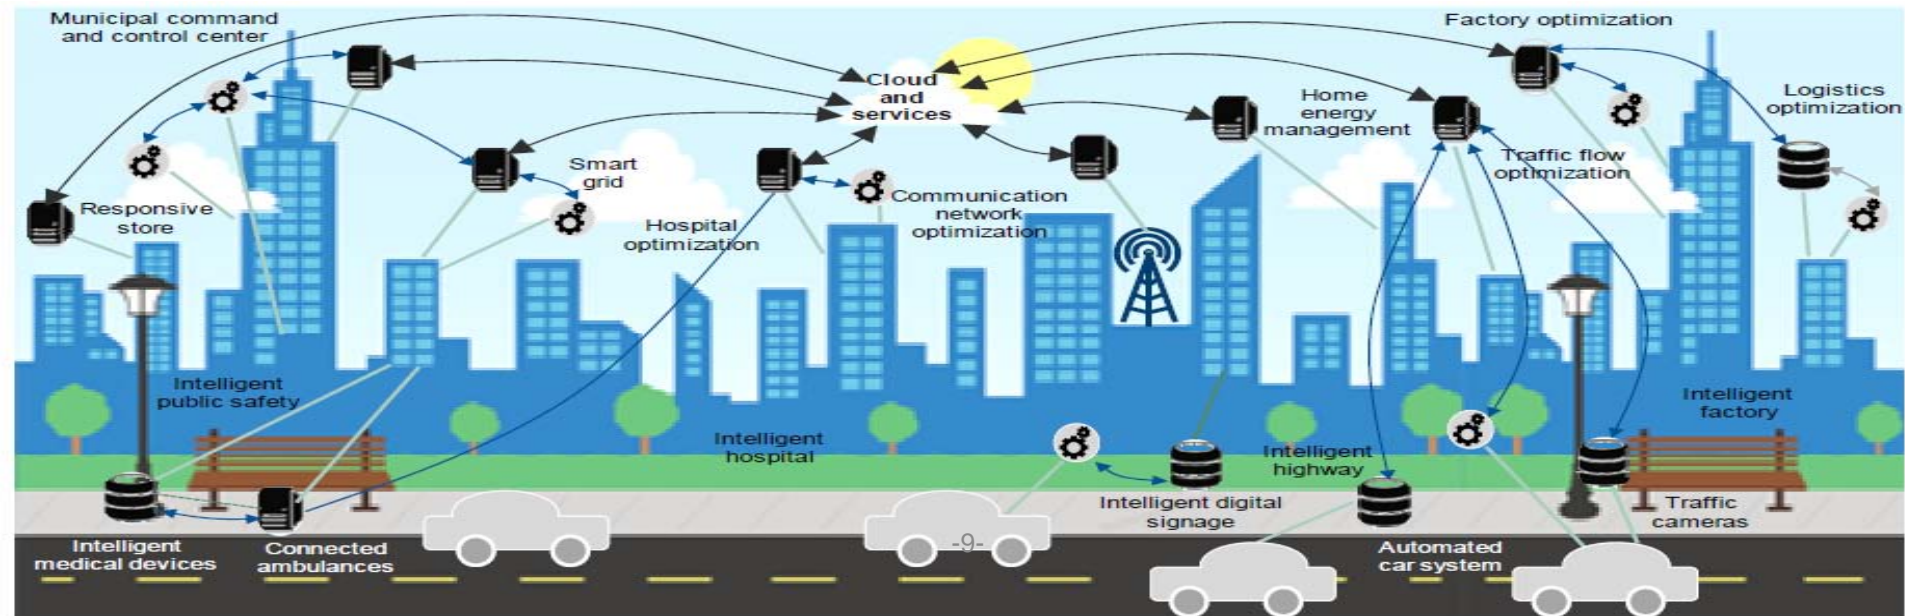 Municipal command
and control center
Factory optimization
Cloud
and
services
Home
energy
management
Logistics
optimization
Smart
grid
Traffic flow
optimization
Responsive
store
Hospital
optimization
Communication
network
optimization
Intelligent
public safety
Intelligent
factory
Intelligent
hospital
Intelligent
highway
Intelligent digital
signage
Traffic
cameras
Intelligent
medical devices
Connected
ambulances
-9-
Automated
car system